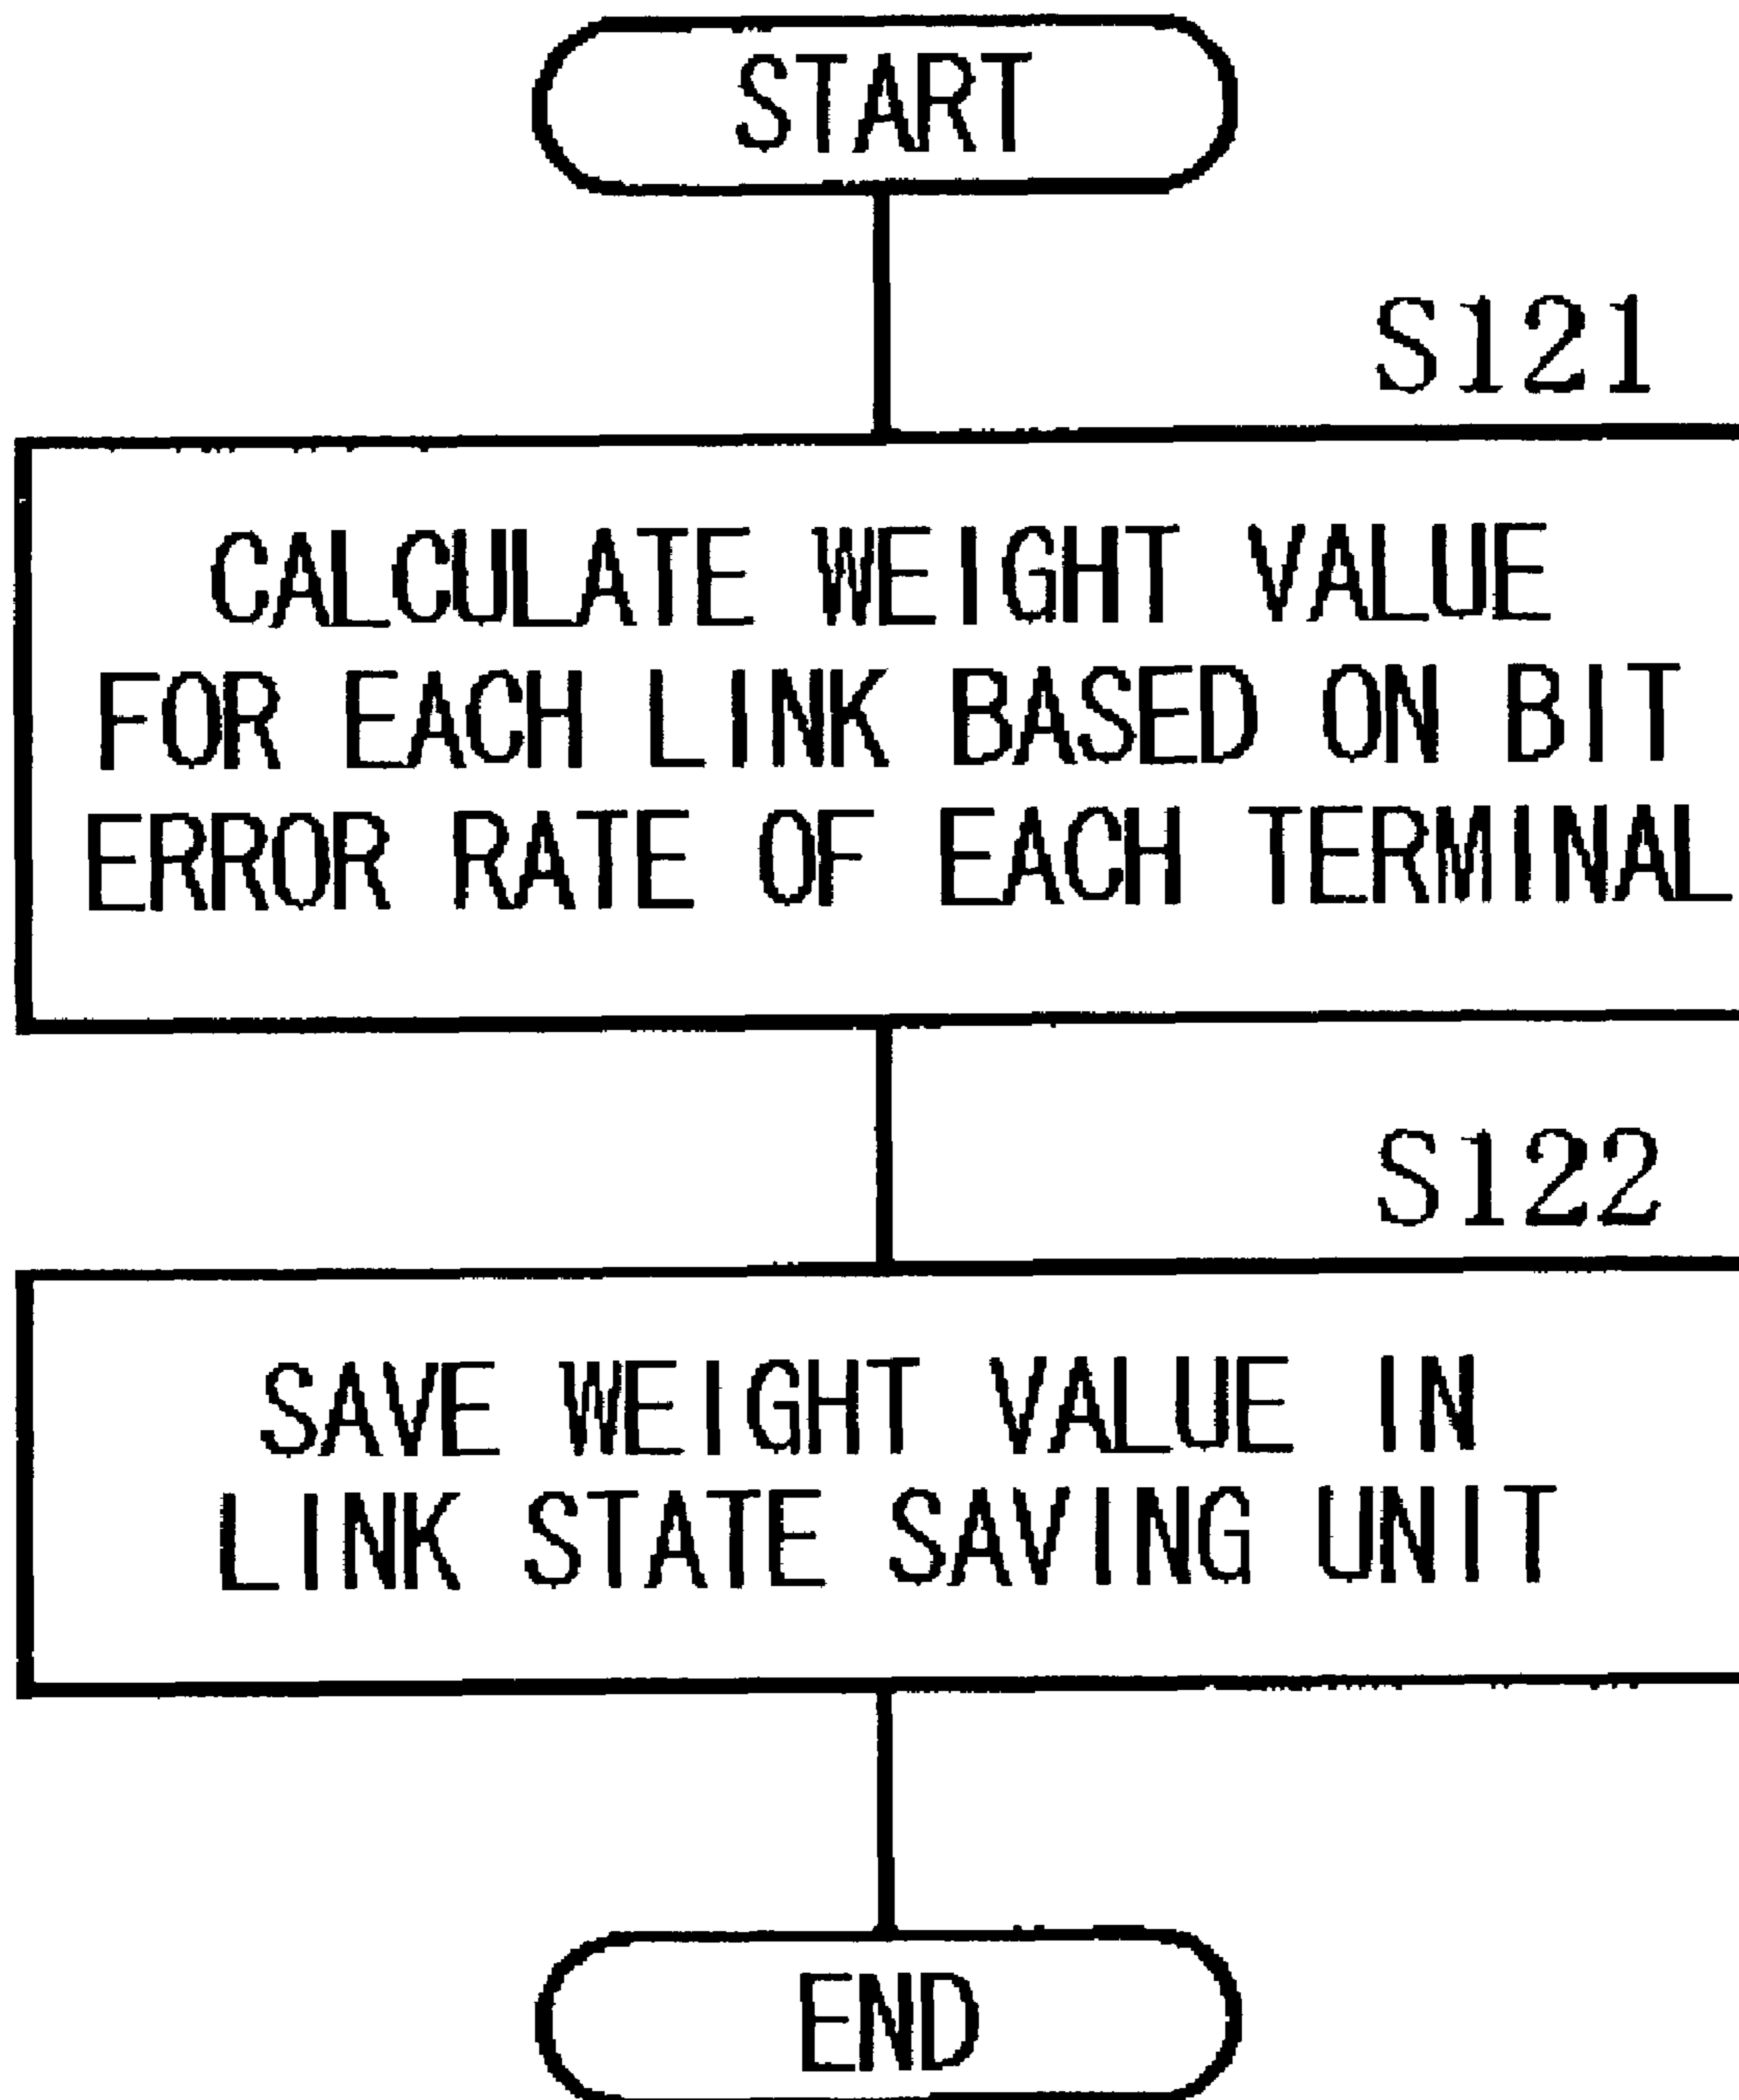 START
S121
CALCULATE WEIGHT VALUE
FOR EACH LINK BASED ON BIT
ERROR RATE OF EACH TERMINAL
S122
SAVE WEIGHT VALUE IN
LINK STATE SAVING UNIT
END